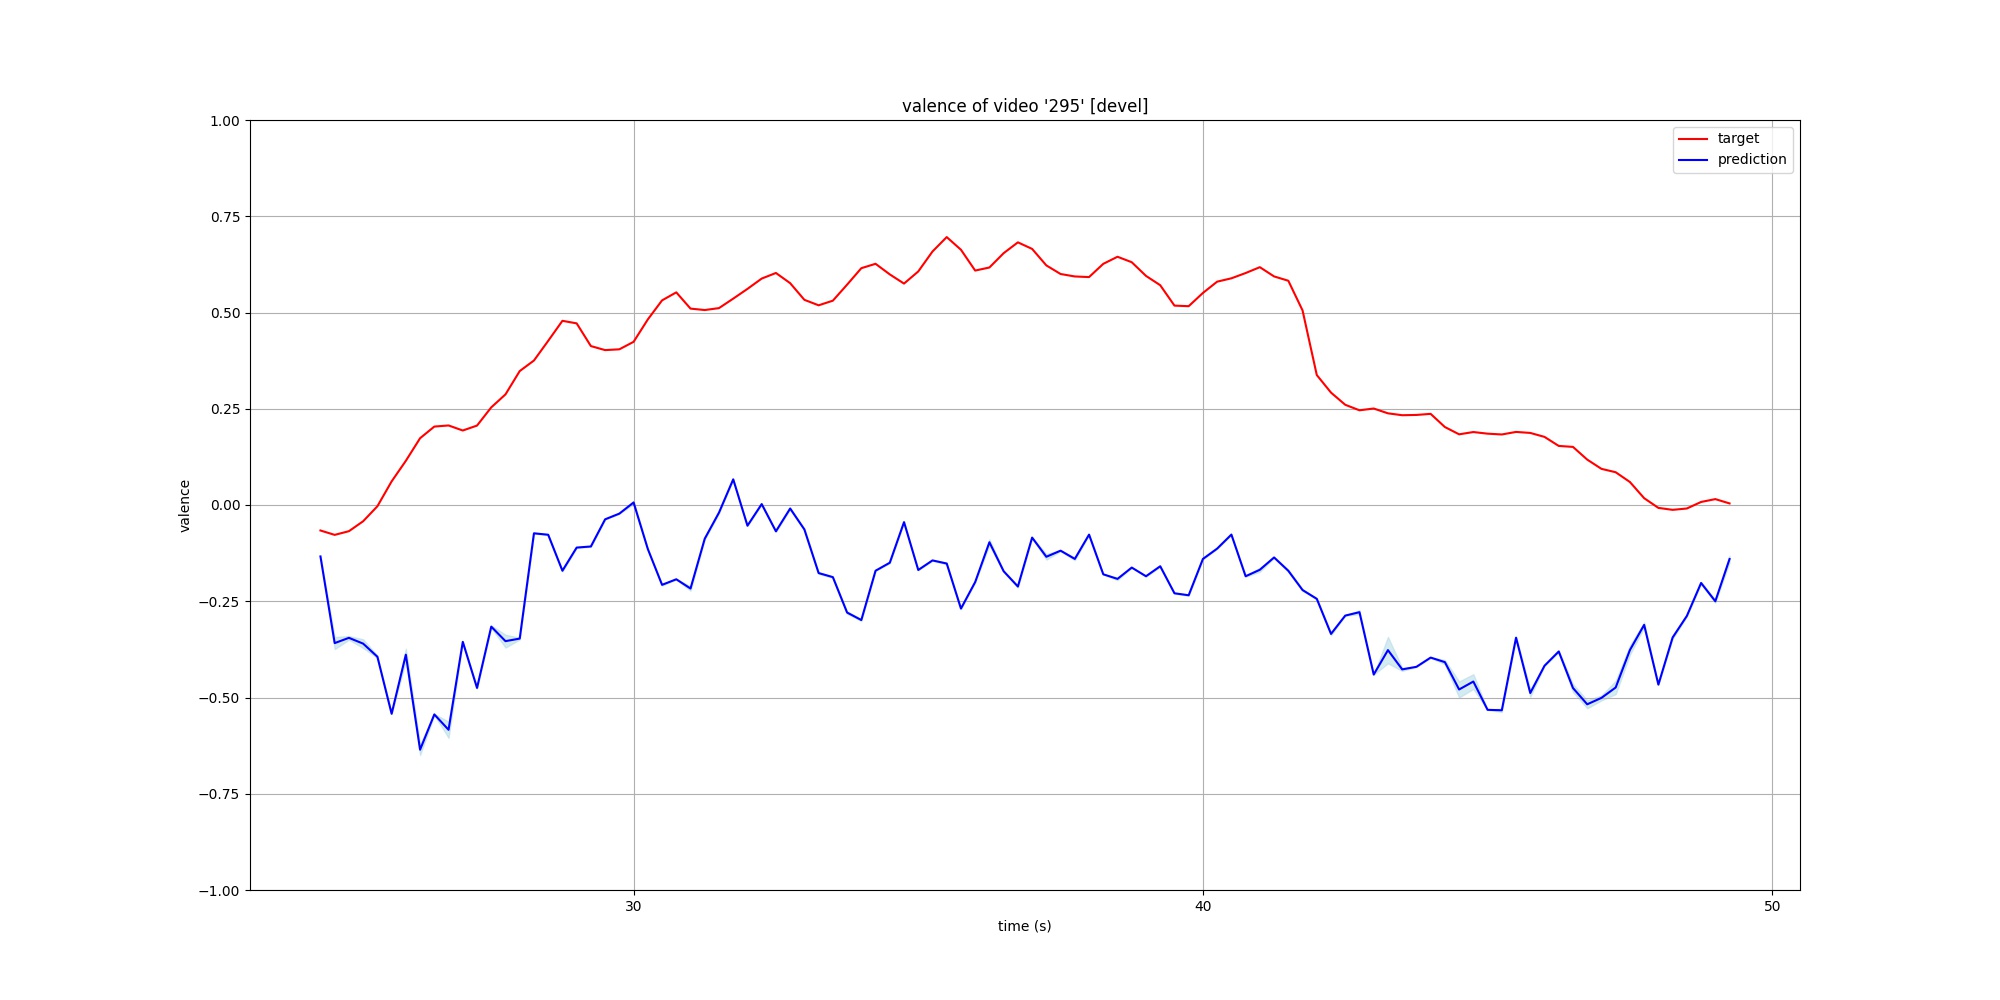 valence of video '295' [devel]
target
prediction
1.00
0.75
0.50
0.25
0.00
−0.25
−0.50
−0.75
−1.00
valence
30
40
50
time (s)